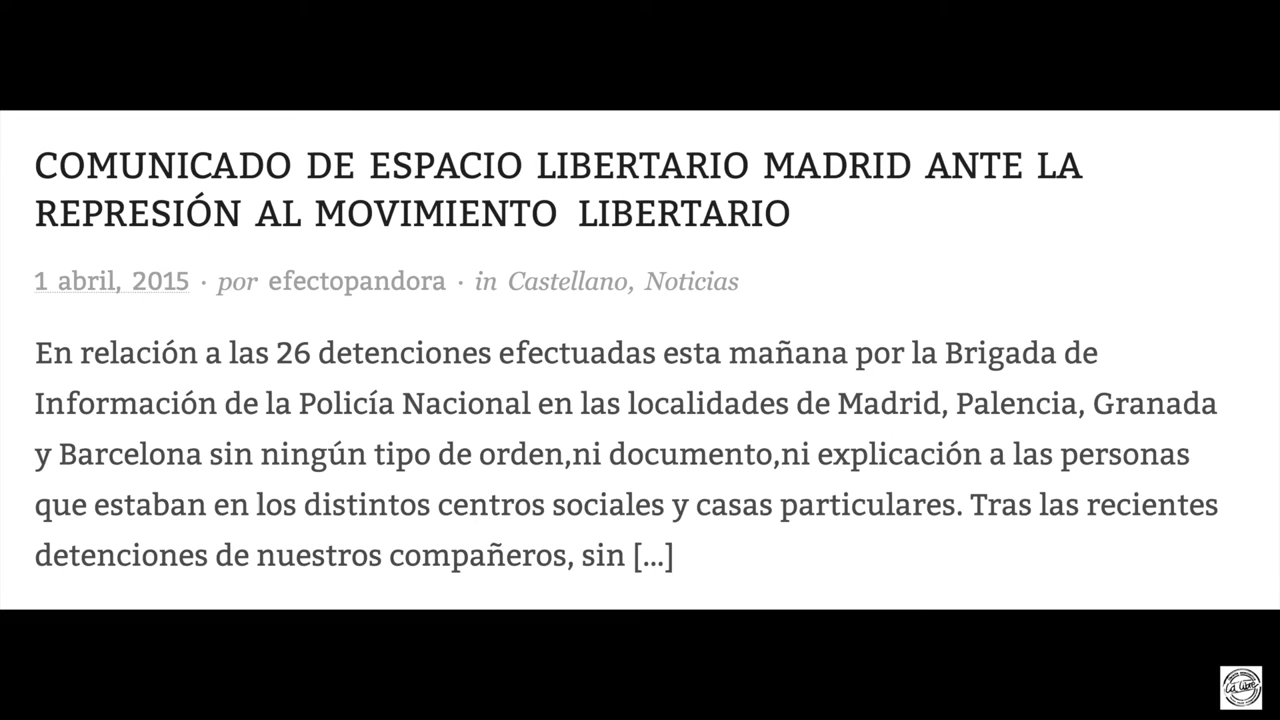 COMUNICADO DE ESPACIO LIBERTARIO MADRID ANTE LA
REPRESIÓN AL MOVIMIENTO LIBERTARIO
1 abril, 2015 · por efectopandora · in Castellano, Noticias
En relación a las 26 detenciones efectuadas esta mañana por la Brigada de
Información de la Policía Nacional en las localidades de Madrid, Palencia, Granada
y Barcelona sin ningún tipo de orden,ni documento,ni explicación a las personas
que estaban en los distintos centros sociales y casas particulares. Tras las recientes
detenciones de nuestros compañeros, sin [...]